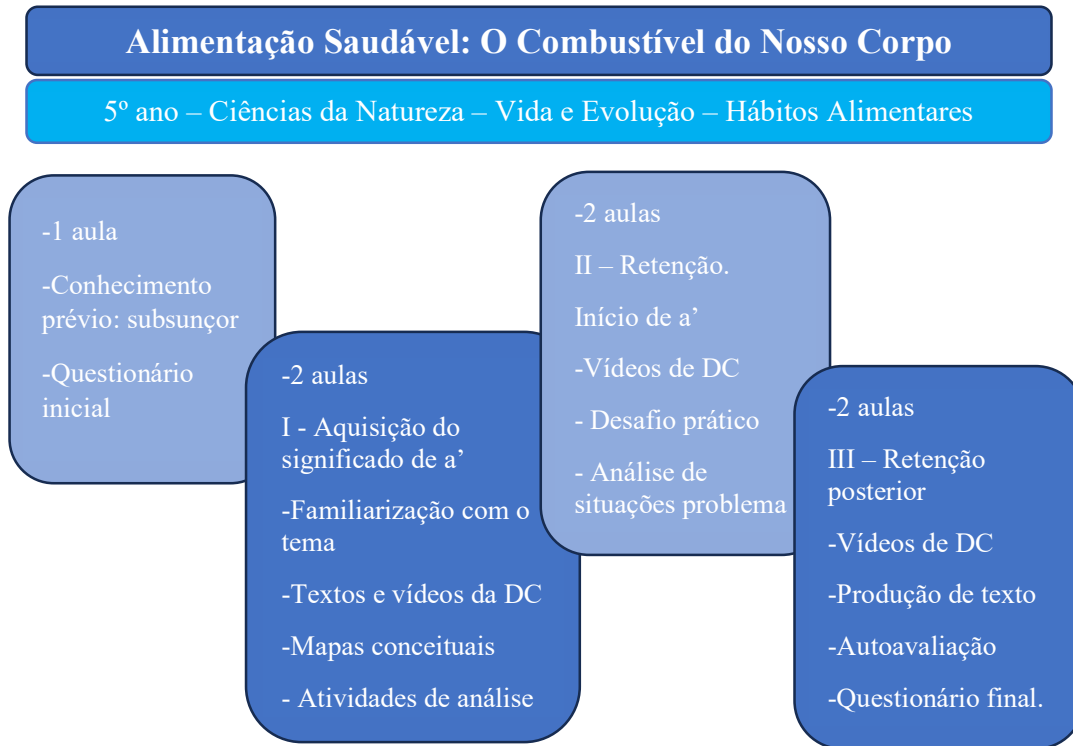 Alimentação Saudável: O Combustível do Nosso Corpo
5º ano – Ciências da Natureza – Vida e Evolução – Hábitos Alimentares
-1 aula
-Conhecimento
prévio: subsunçor
-Questionário
inicial
-2 aulas
I - Aquisição do
significado de a’
-Familiarização com o
tema
-Textos e vídeos da DC
-Mapas conceituais
- Atividades de análise
-2 aulas
II – Retenção.
Início de a’
-Vídeos de DC
- Desafio prático
- Análise de
situações problema
-2 aulas
III – Retenção
posterior
-Vídeos de DC
-Produção de texto
-Autoavaliação
-Questionário final.